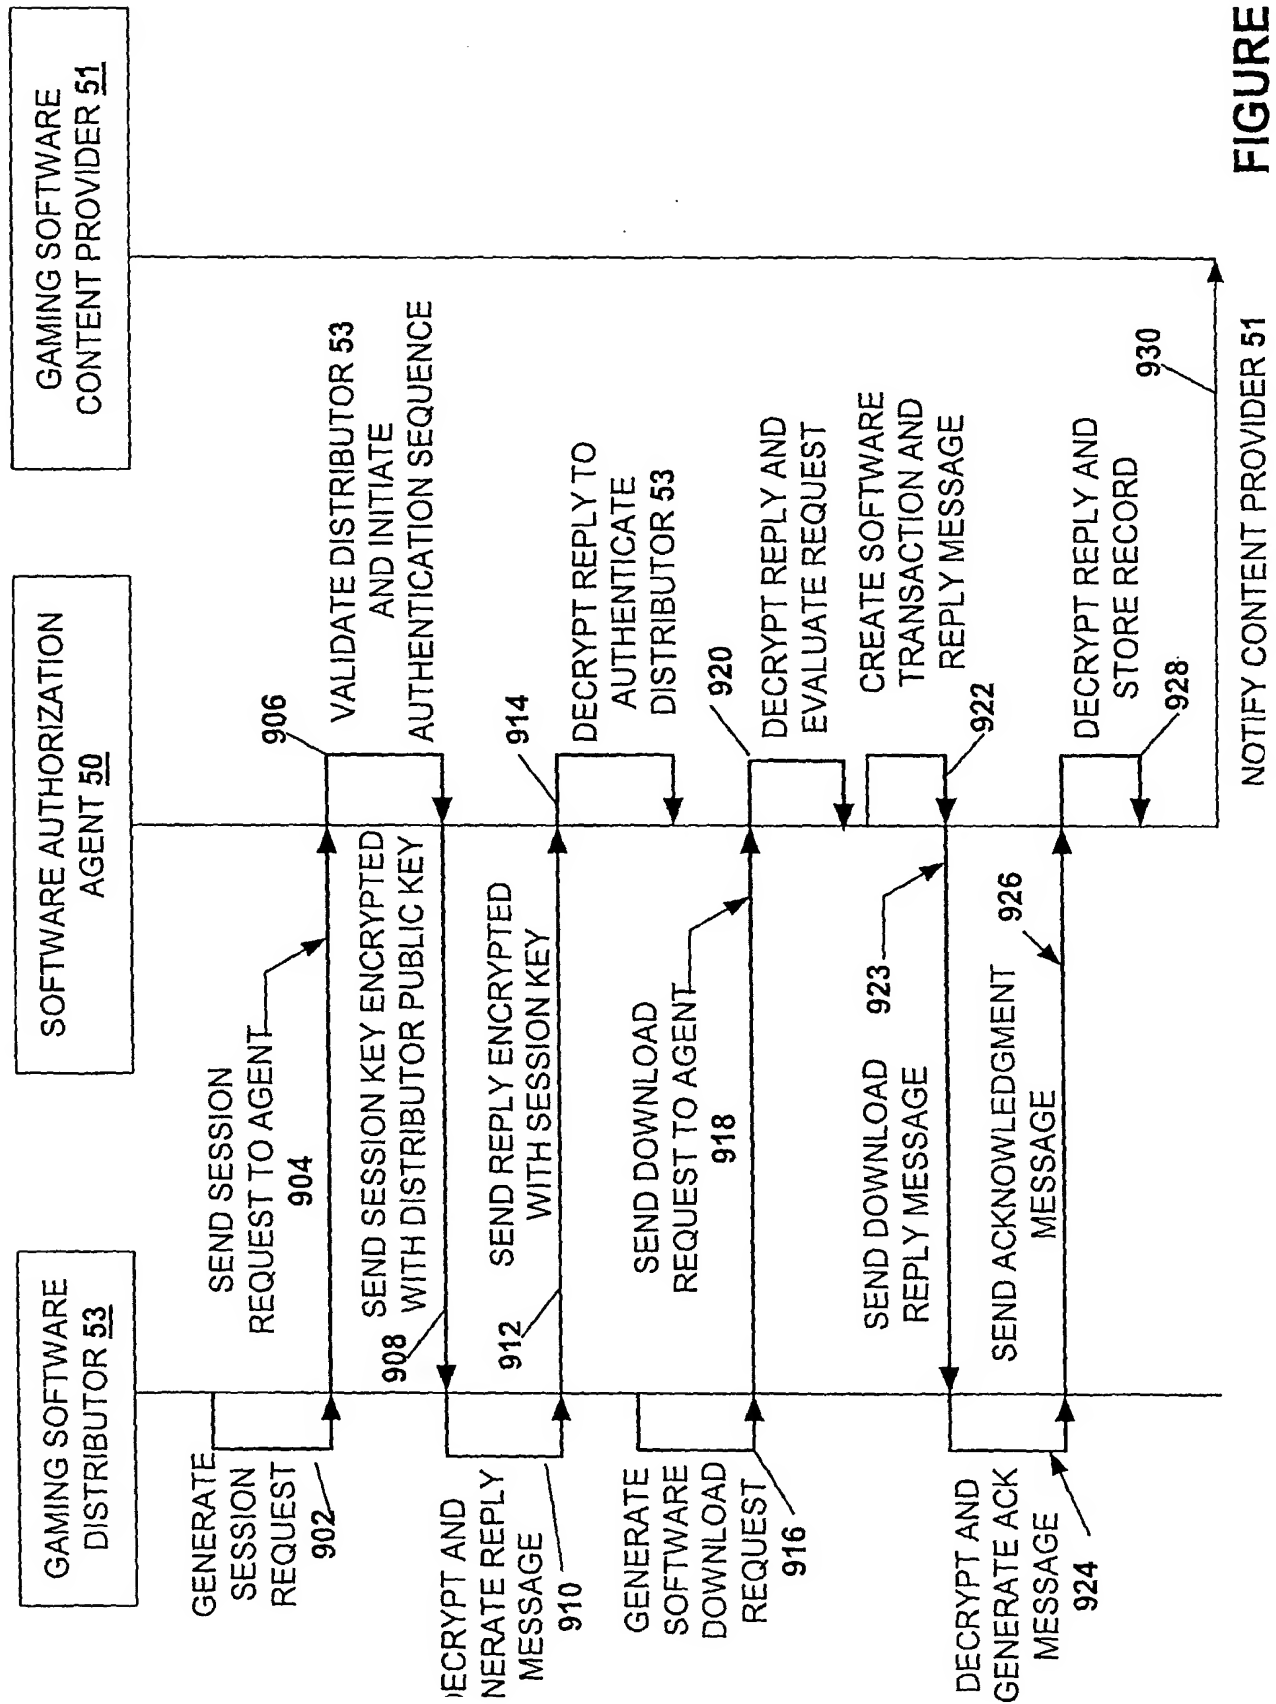 GAMING SOFTWARE
DISTRIBUTOR 53
SOFTWARE AUTHORIZATION
AGENT 50
GAMING SOFTWARE
CONTENT PROVIDER 51
GENERATE
SESSION
REQUEST
902
SEND SESSION
REQUEST TO AGENT
904
906
VALIDATE DISTRIBUTOR 53
AND INITIATE
AUTHENTICATION SEQUENCE
SEND SESSION KEY ENCRYPTED
WITH DISTRIBUTOR PUBLIC KEY
908
ECRYPT AND
NERATE REPLY
MESSAGE
910
SEND REPLY ENCRYPTED
WITH SESSION KEY
912
914
DECRYPT REPLY TO
AUTHENTICATE
DISTRIBUTOR 53
GENERATE
SOFTWARE
DOWNLOAD
REQUEST
916
SEND DOWNLOAD
REQUEST TO AGENT
918
920
DECRYPT REPLY AND
EVALUATE REQUEST
CREATE SOFTWARE
TRANSACTION AND
REPLY MESSAGE
922
SEND DOWNLOAD
REPLY MESSAGE
923
DECRYPT AND
GENERATE ACK
MESSAGE
924
SEND ACKNOWLEDGMENT
MESSAGE
926
DECRYPT REPLY AND
STORE RECORD
928
930
NOTIFY CONTENT PROVIDER 51
FIGURE